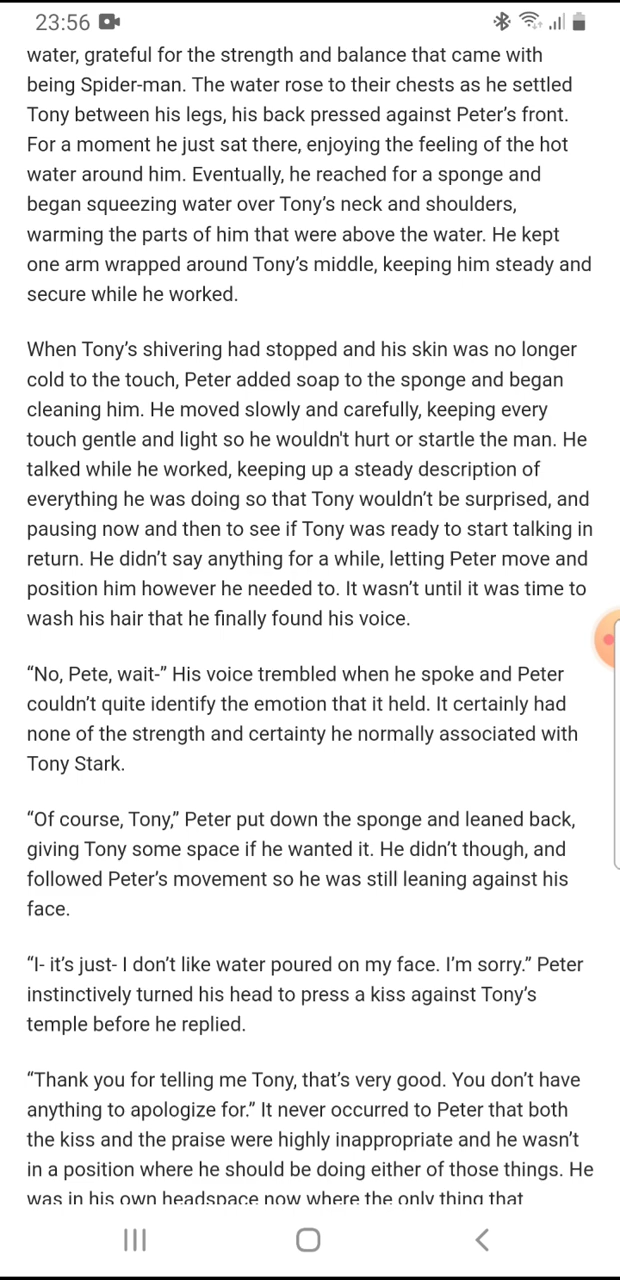 23:56
water, grateful for the strength and balance that came with
being Spider-man. The water rose to their chests as he settled
Tony between his legs, his back pressed against Peter’s front.
For a moment he just sat there, enjoying the feeling of the hot
water around him. Eventually, he reached for a sponge and
began squeezing water over Tony’s neck and shoulders,
warming the parts of him that were above the water. He kept
one arm wrapped around Tony’s middle, keeping him steady and
secure while he worked.
When Tony’s shivering had stopped and his skin was no longer
cold to the touch, Peter added soap to the sponge and began
cleaning him. He moved slowly and carefully, keeping every
touch gentle and light so he wouldn't hurt or startle the man. He
talked while he worked, keeping up a steady description of
everything he was doing so that Tony wouldn’t be surprised, and
pausing now and then to see if Tony was ready to start talking in
return. He didn’t say anything for a while, letting Peter move and
position him however he needed to. It wasn’t until it was time to
wash his hair that he finally found his voice.
“No, Pete, wait-” His voice trembled when he spoke and Peter
couldn’t quite identify the emotion that it held. It certainly had
none of the strength and certainty he normally associated with
Tony Stark.
“Of course, Tony,” Peter put down the sponge and leaned back,
giving Tony some space if he wanted it. He didn’t though, and
followed Peter’s movement so he was still leaning against his
face.
“I- it’s just- I don’t like water poured on my face. I’m sorry.” Peter
instinctively turned his head to press a kiss against Tony’s
temple before he replied.
“Thank you for telling me Tony, that’s very good. You don’t have
anything to apologize for.” It never occurred to Peter that both
the kiss and the praise were highly inappropriate and he wasn’t
in a position where he should be doing either of those things. He
was in his own headspace now where the only thing that